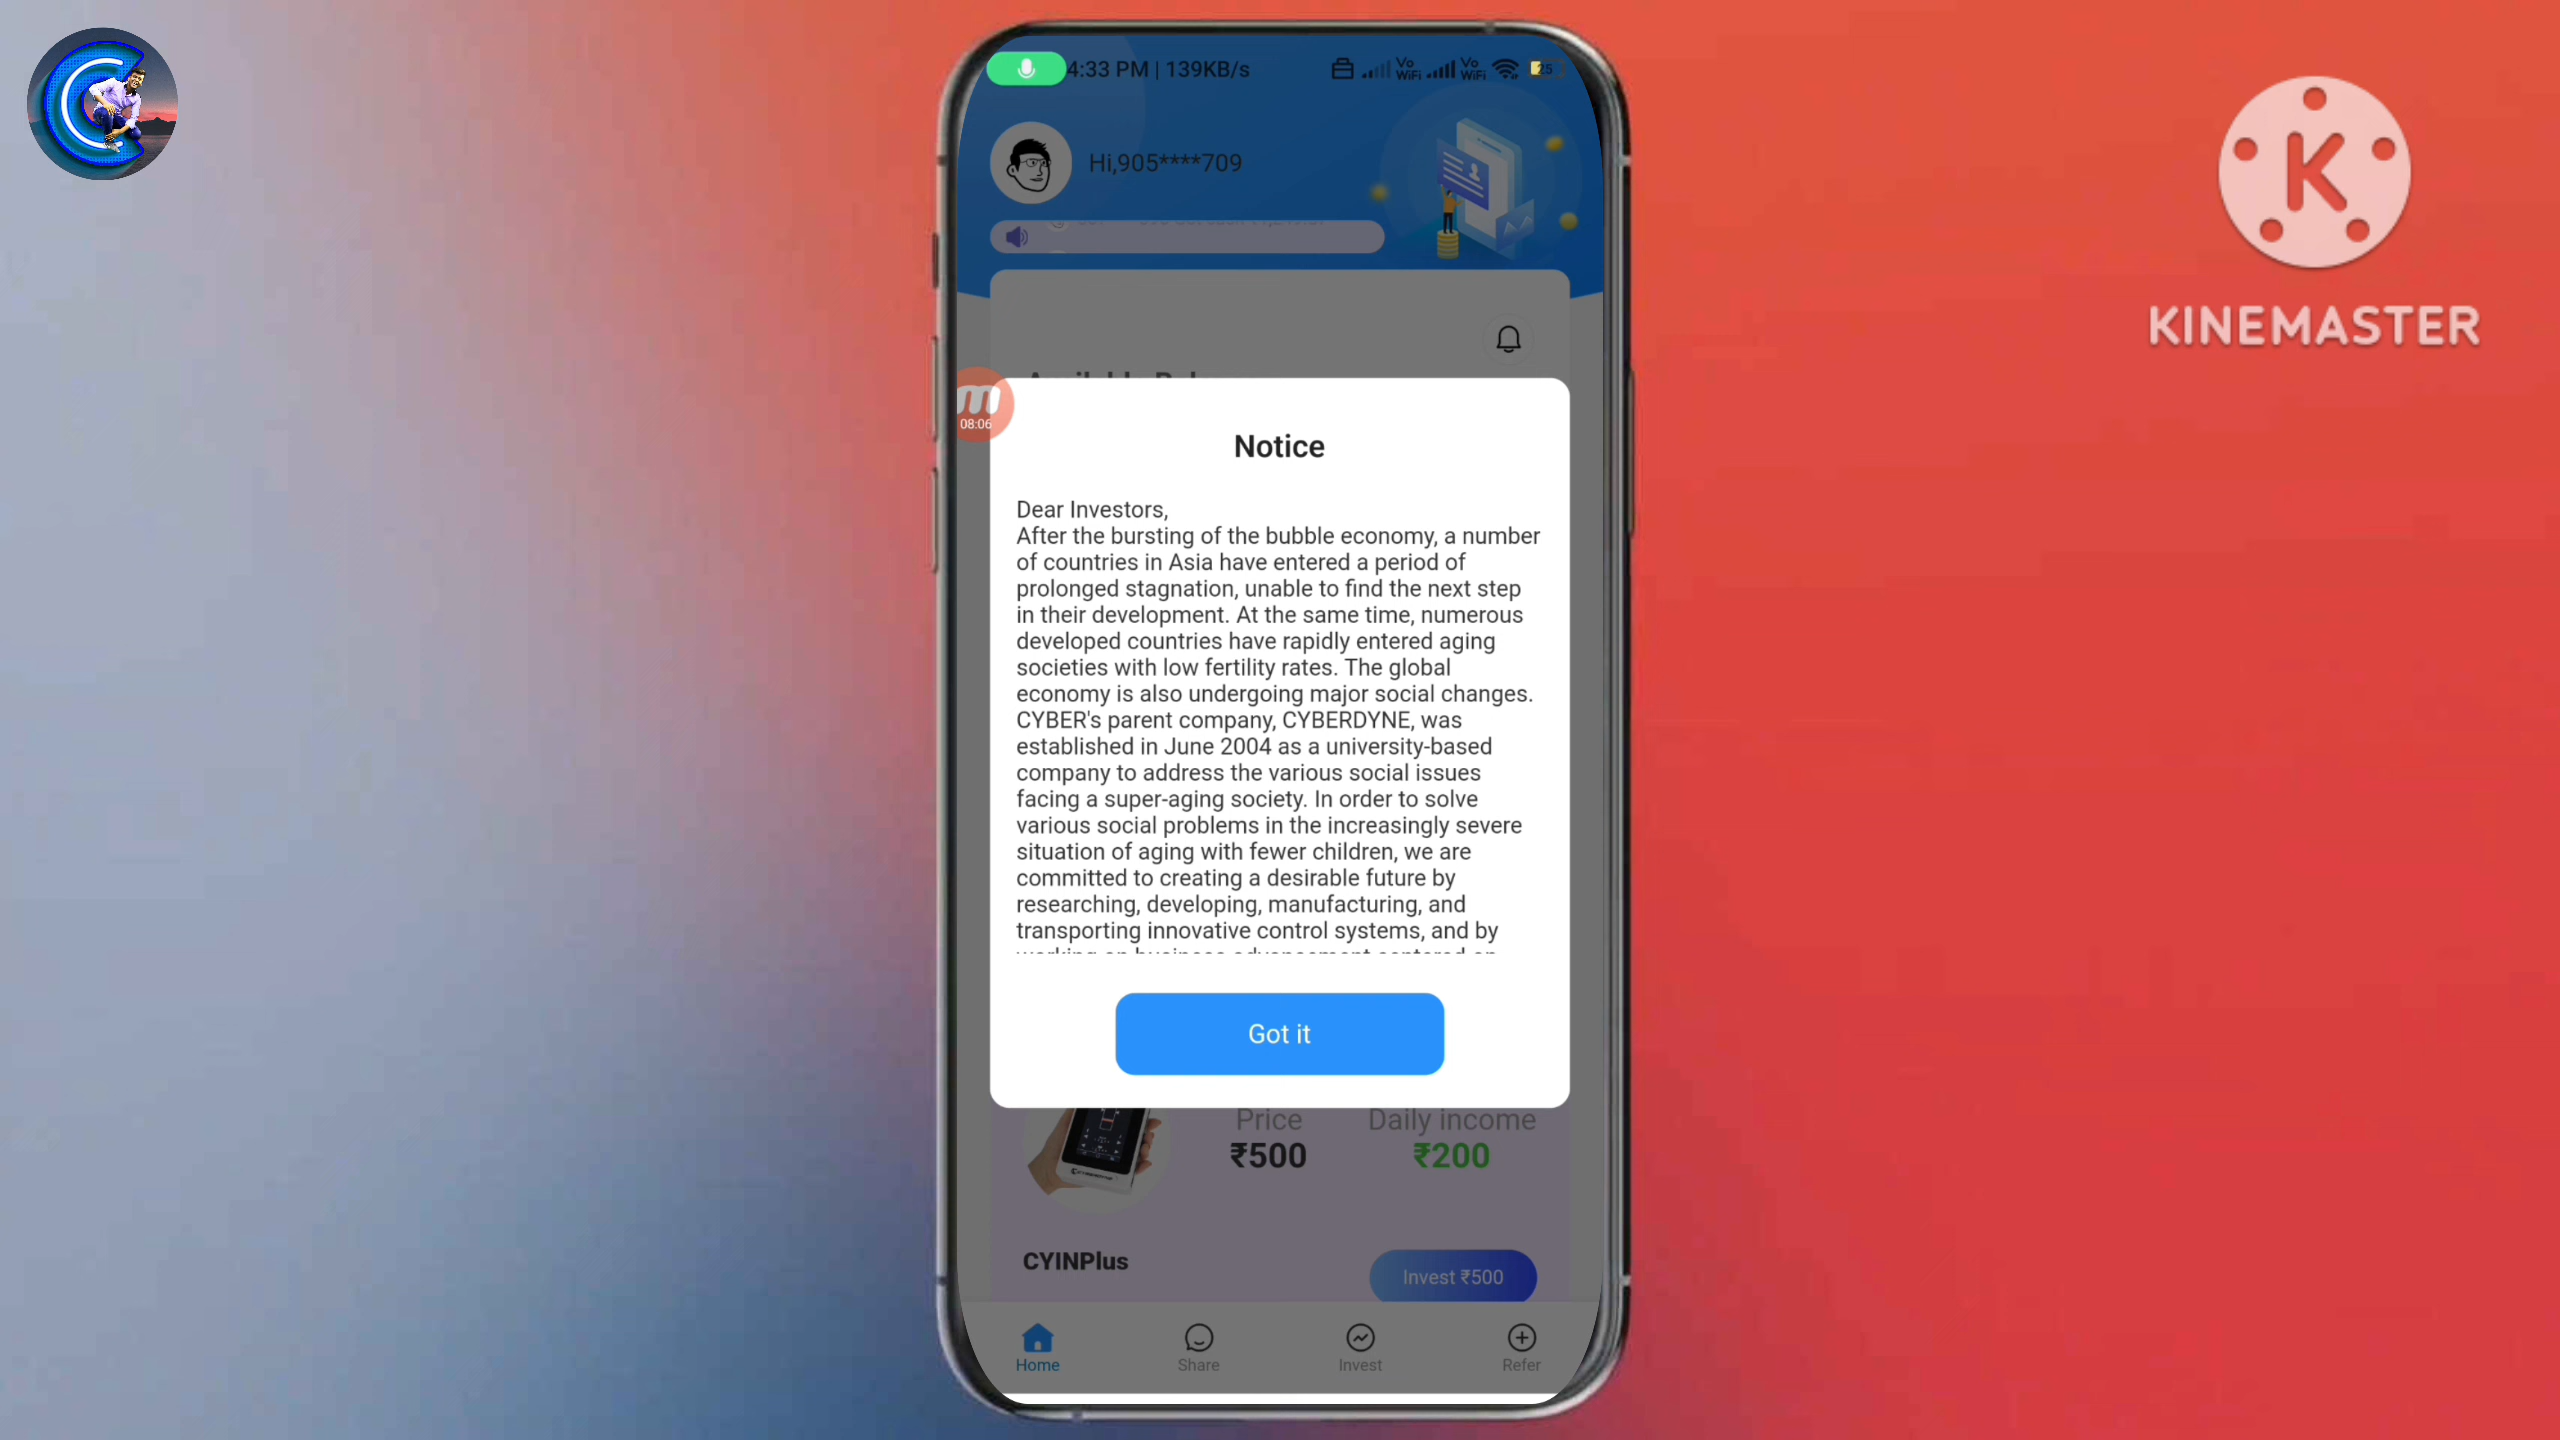 4:33 PM | 139KB/s
Vo WiFi
Vo WiFi
25
Hi,905****709
KINEMASTER
08:06
Notice
Dear Investors,
After the bursting of the bubble economy, a number
of countries in Asia have entered a period of
prolonged stagnation, unable to find the next step
in their development. At the same time, numerous
developed countries have rapidly entered aging
societies with low fertility rates. The global
economy is also undergoing major social changes.
CYBER's parent company, CYBERDYNE, was
established in June 2004 as a university-based
company to address the various social issues
facing a super-aging society. In order to solve
various social problems in the increasingly severe
situation of aging with fewer children, we are
committed to creating a desirable future by
researching, developing, manufacturing, and
transporting innovative control systems, and by
Got it
Price
Daily income
₹500
₹200
CYINPlus
Invest ₹500
Home
Share
Invest
Refer